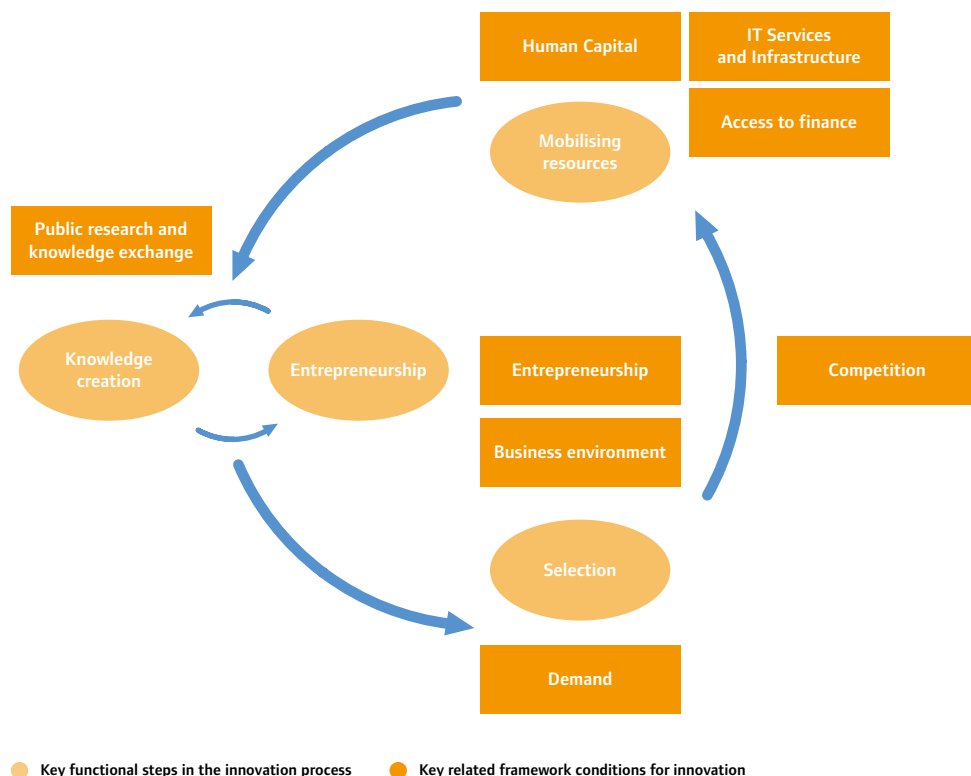 Human Capital
IT Services
and Infrastructure
Access to finance
Mobilising
resources
Public research and
knowledge exchange
Knowledge
creation
Entrepreneurship
Entrepreneurship
Competition
Business environment
Selection
Demand
Key functional steps in the innovation process
Key related framework conditions for innovation